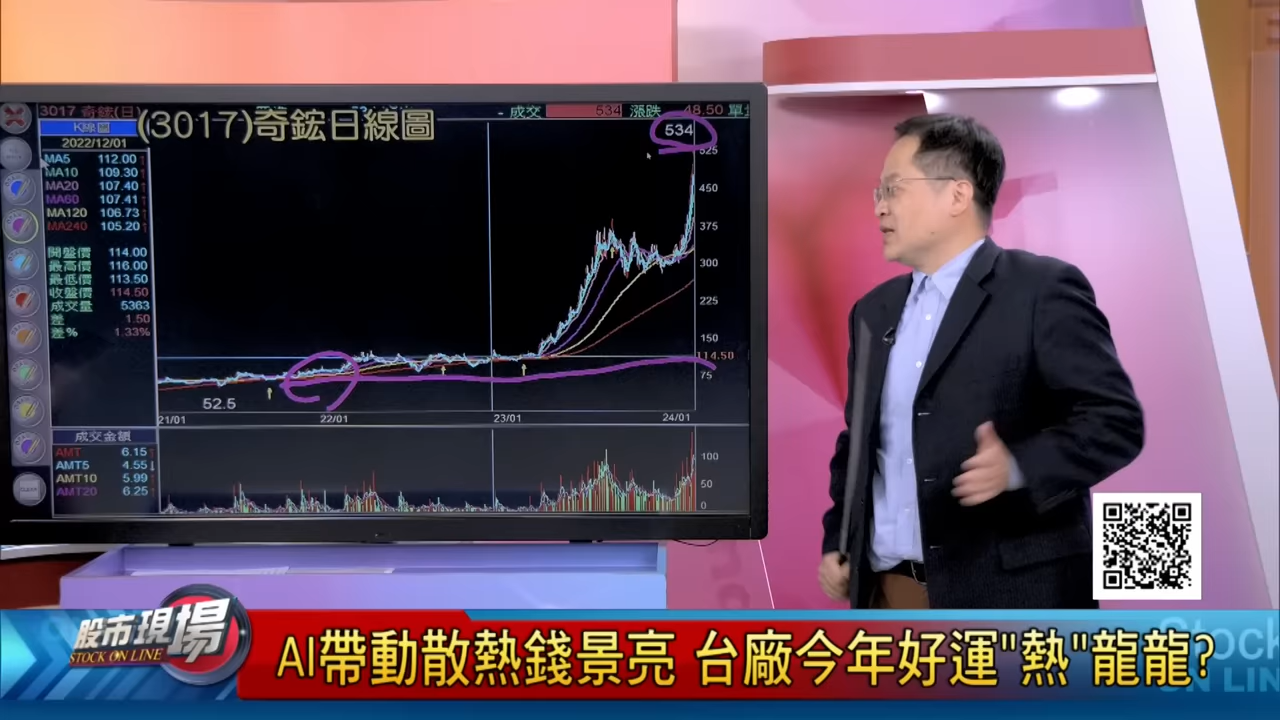 3017 奇鋐(日)
(3017)奇鋐日線圖
成交 534 漲跌 48.50 單量
K線圖
2022/12/01
MA5 112.00↑
MA10 109.30↑
MA20 107.40↑
MA60 107.41↑
MA120 106.73↑
MA240 105.20↑
開盤價 114.00
最高價 116.00
最低價 113.50
收盤價 114.50
成交量 5363
差 1.50
差% 1.33%
534
525
450
375
300
225
150
114.50
75
52.5
21/01 22/01 23/01 24/01
成交金額
AMT 6.15↑
AMT5 4.55↓
AMT10 5.99↑
AMT20 6.25↑
100
50
0
股市現場
STOCK ON LINE
AI帶動散熱錢景亮 台廠今年好運"熱"龍龍?
Stock
ON LIN